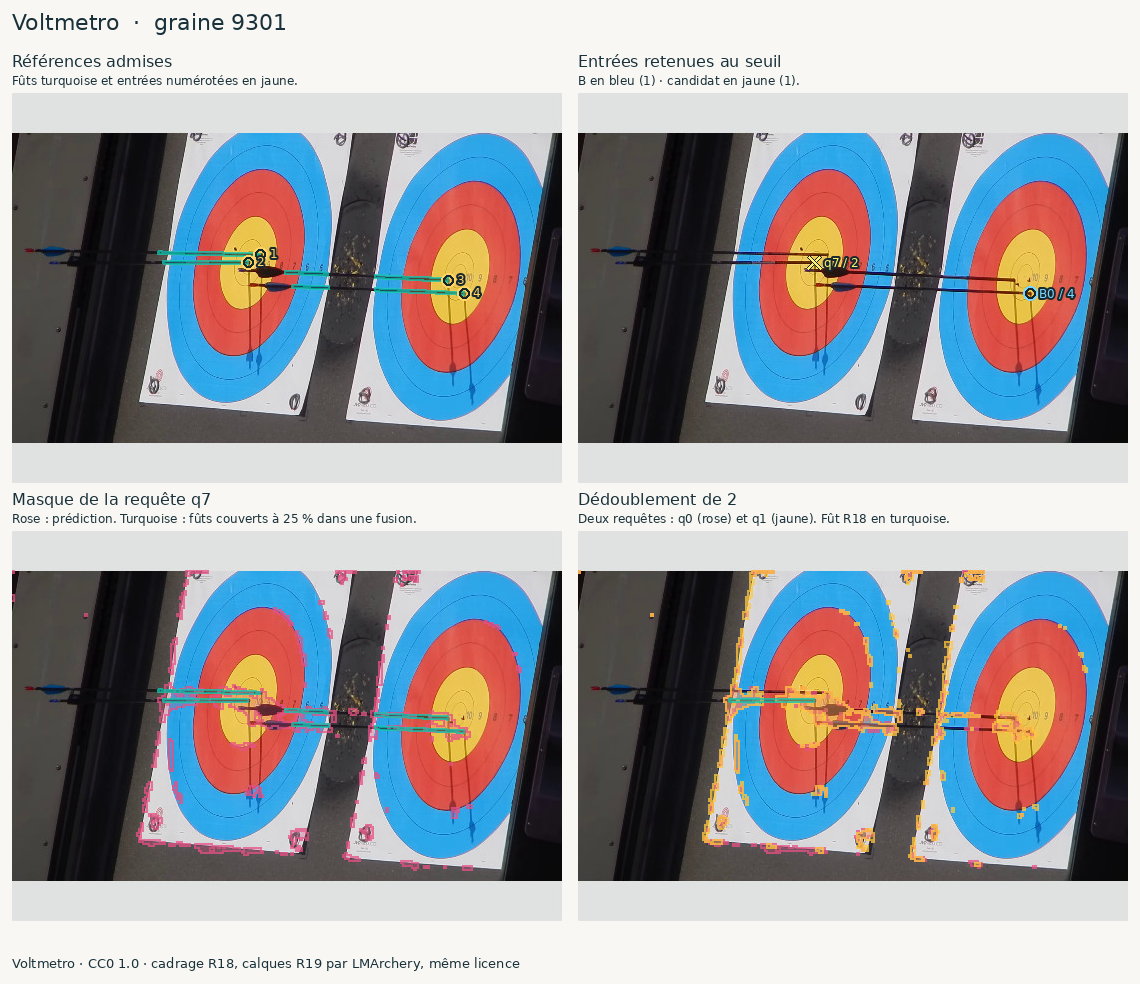 Voltmetro · graine 9301
Références admises
Fûts turquoise et entrées numérotées en jaune.
1
2
3
4
Entrées retenues au seuil
B en bleu (1) · candidat en jaune (1).
q7 / 2
B0 / 4
Masque de la requête q7
Rose : prédiction. Turquoise : fûts couverts à 25 % dans une fusion.
Dédoublement de 2
Deux requêtes : q0 (rose) et q1 (jaune). Fût R18 en turquoise.
Voltmetro · CC0 1.0 · cadrage R18, calques R19 par LMArchery, même licence